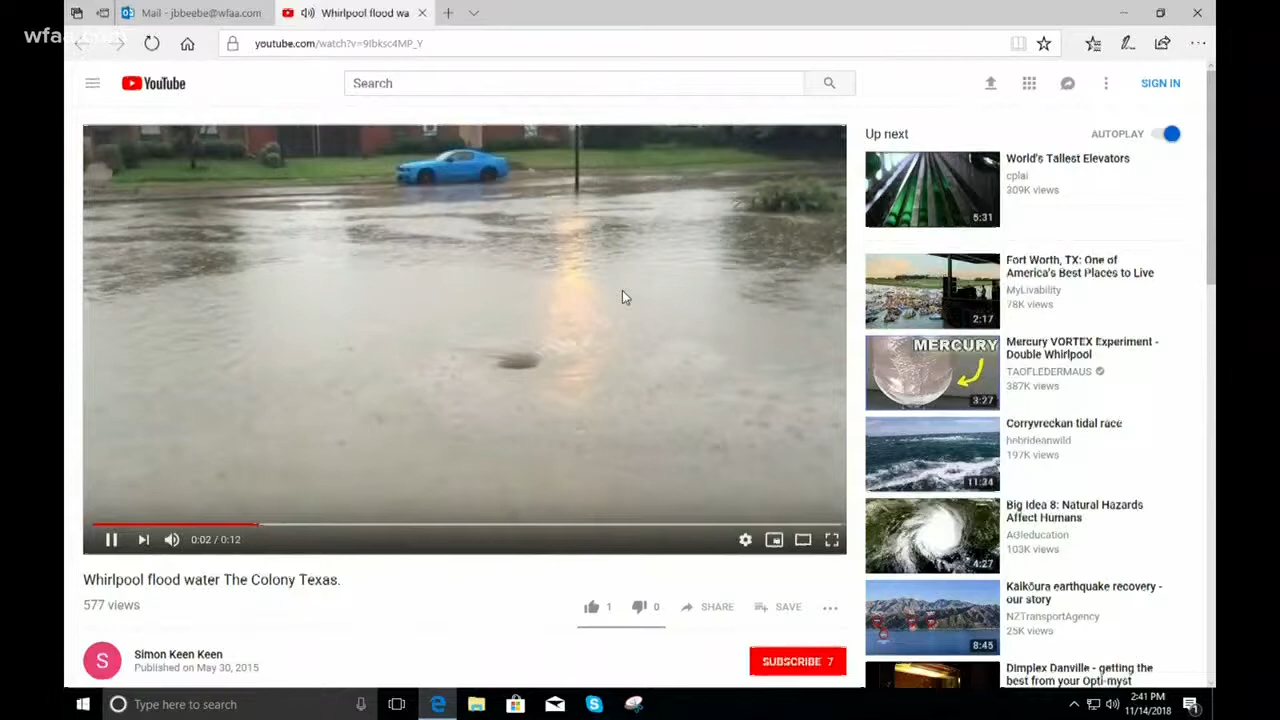 Mail - jbbeebe@wfaa.com
Whirlpool flood wa
wfaa.com
youtube.com/watch?v=9Ibksc4MP_Y
YouTube
Search
SIGN IN
Up next
AUTOPLAY
World's Tallest Elevators
cplai
309K views
5:31
Fort Worth, TX: One of
America's Best Places to Live
MyLivability
78K views
2:17
Mercury VORTEX Experiment -
Double Whirlpool
TAOFLEDERMAUS
387K views
MERCURY
3:27
Corryvreckan tidal race
hebrideanwild
197K views
11:34
Big Idea 8: Natural Hazards
Affect Humans
AGIeducation
103K views
4:27
Kaikōura earthquake recovery -
our story
NZTransportAgency
25K views
8:45
Dimplex Danville - getting the
best from your Opti-myst
0:02 / 0:12
Whirlpool flood water The Colony Texas.
577 views
1
0
SHARE
SAVE
S
Simon Keen Keen
Published on May 30, 2015
SUBSCRIBE 7
Type here to search
2:41 PM
11/14/2018
1